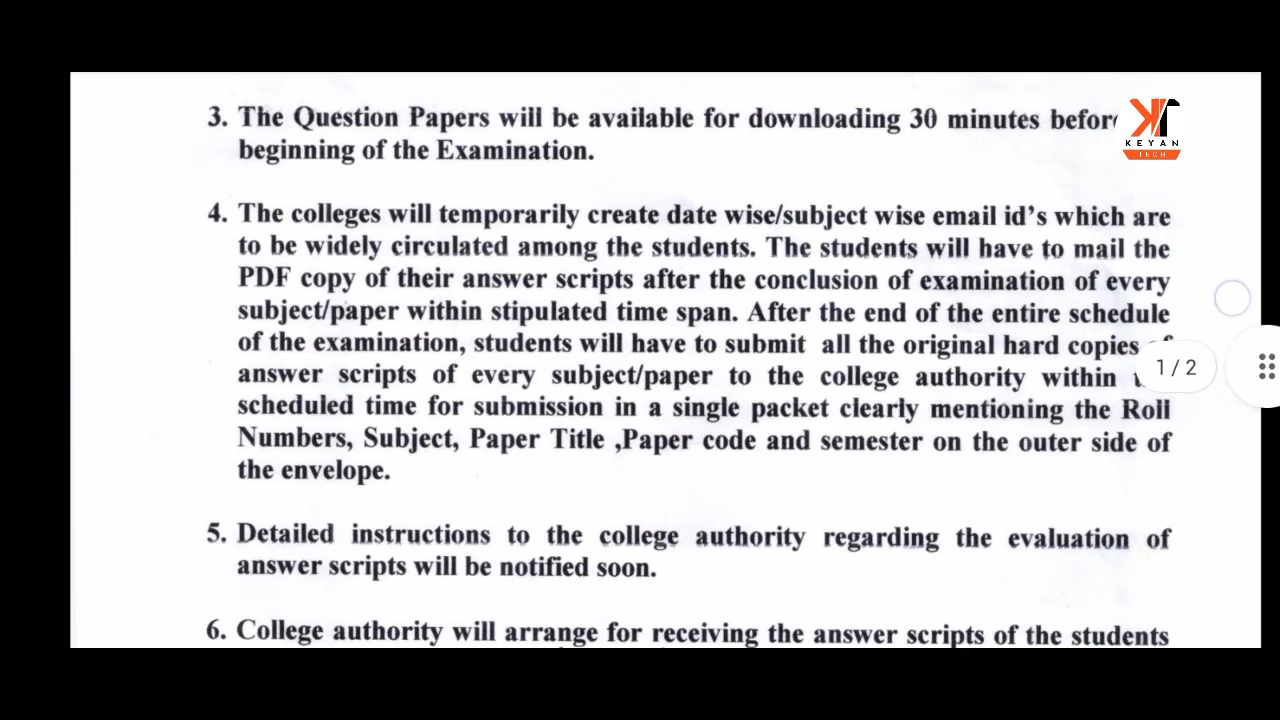 3. The Question Papers will be available for downloading 30 minutes
beginning of the Examination.
4. The colleges will temporarily create date wise/subject wise email id's which are
to be widely circulated among the students. The students will have to mail the
PDF copy of their answer scripts after the conclusion of examination of every
subject/paper within stipulated time span. After the end of the entire schedule
of the examination, students will have to submit all the original hard copies
answer scripts of every subject/paper to the college authority within
scheduled time for submission in a single packet clearly mentioning the Roll
Numbers, Subject, Paper Title ,Paper code and semester on the outer side of
the envelope.
5. Detailed instructions to the college authority regarding the evaluation of
answer scripts will be notified soon.
6. College authority will arrange for receiving the answer scripts of the students
KEYAN
TECH
1 / 2